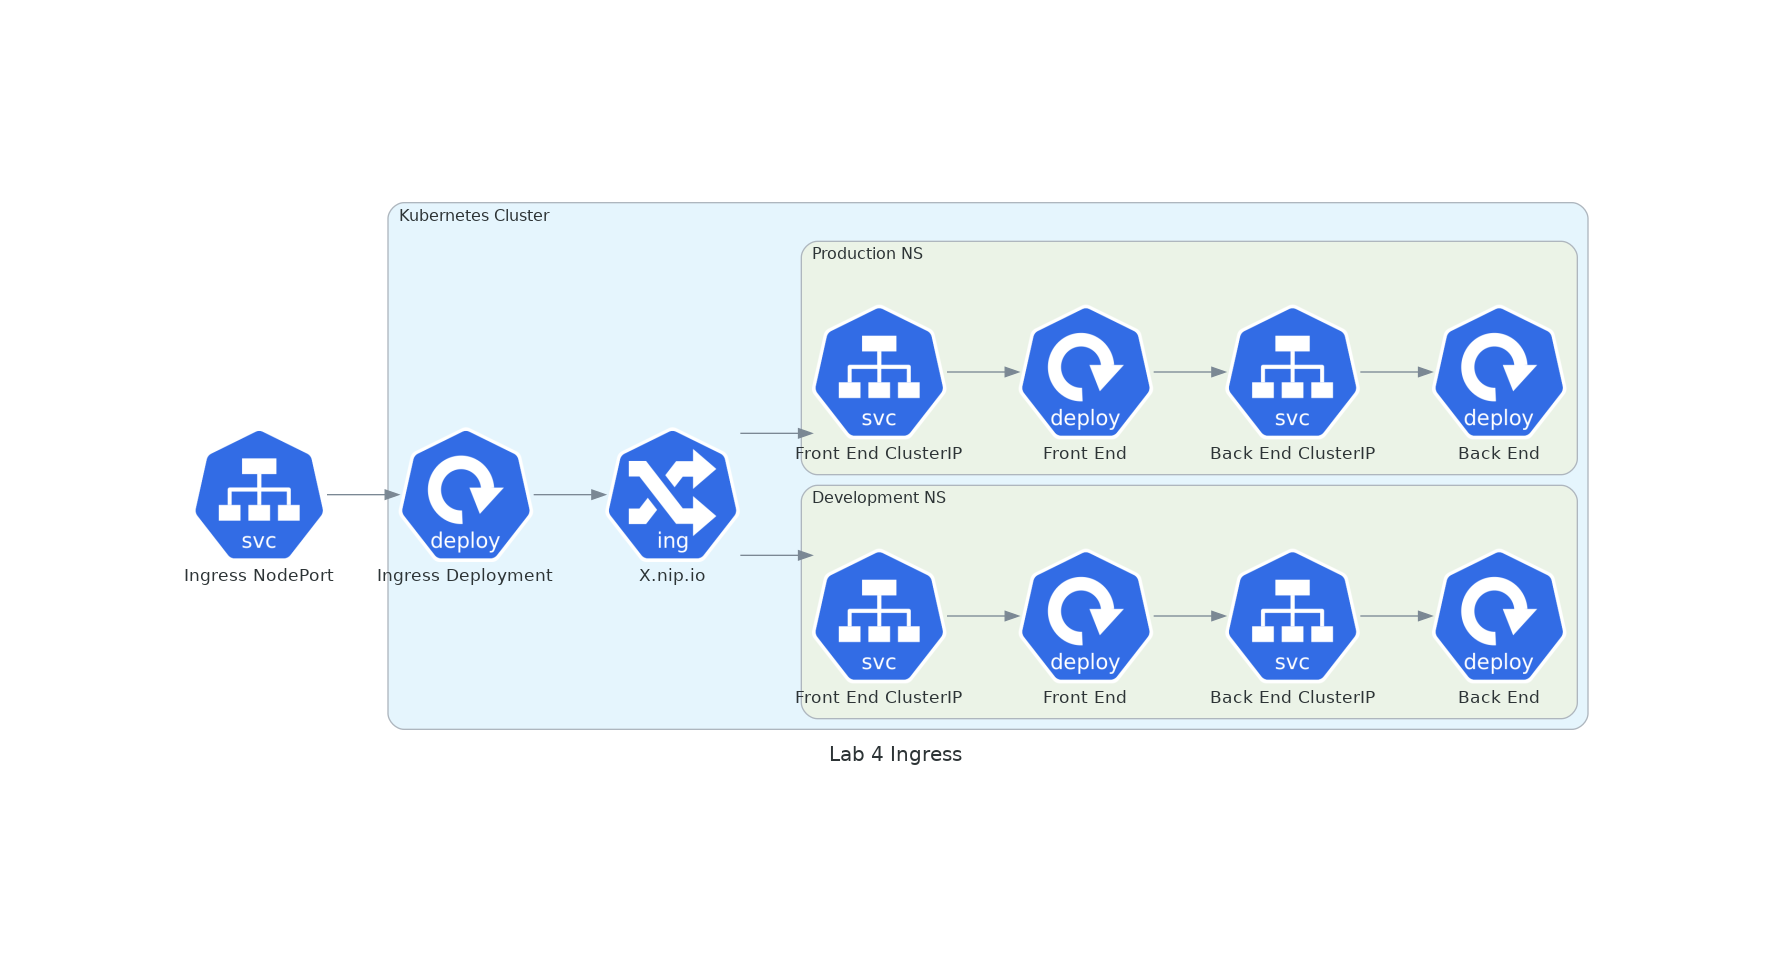 Kubernetes Cluster
Production NS
svc
deploy
svc
deploy
Front End ClusterIP
Front End
Back End ClusterIP
Back End
svc
deploy
ing
Ingress NodePort
Ingress Deployment
X.nip.io
Development NS
svc
deploy
svc
deploy
Front End ClusterIP
Front End
Back End ClusterIP
Back End
Lab 4 Ingress